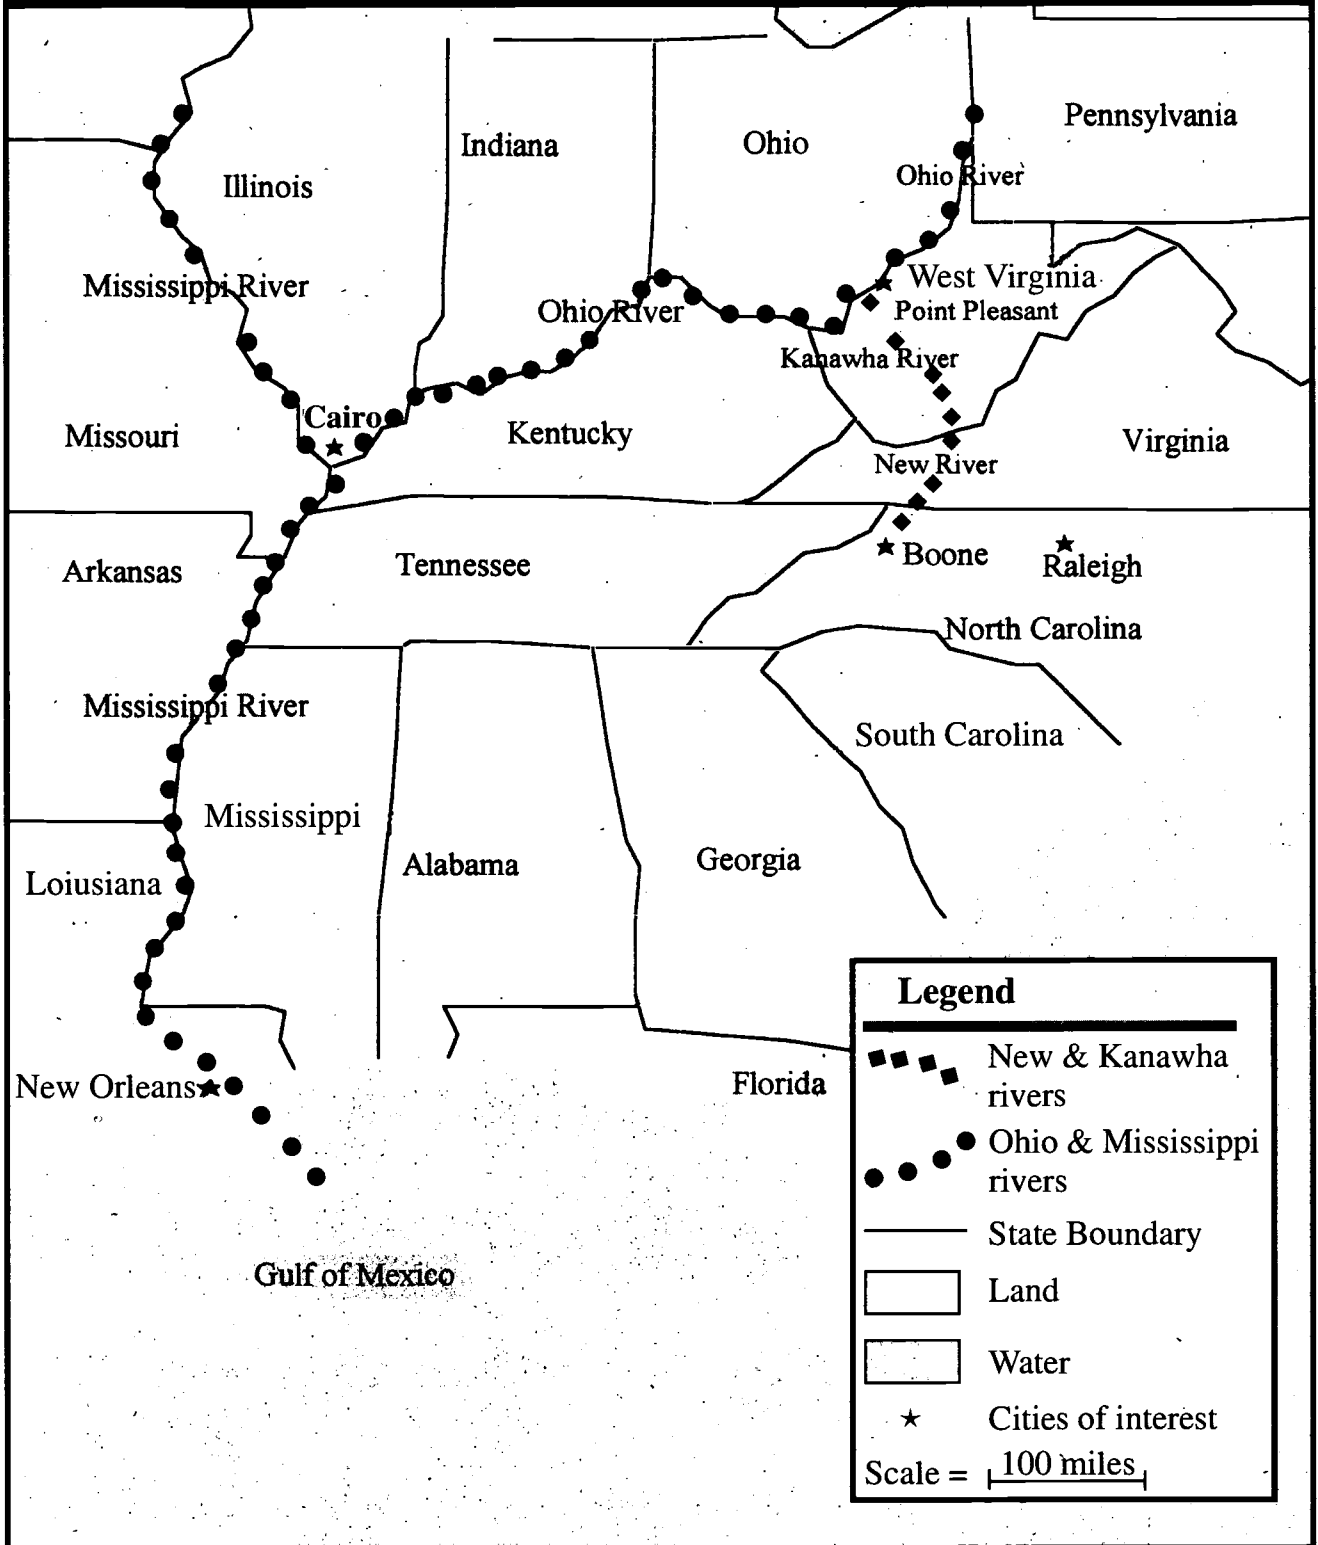 Pennsylvania
Indiana
Ohio
Ohio River
Illinois
West Virginia
Mississippi River
Ohio River
Point Pleasant
Kanawha River
Cairo
Missouri
Kentucky
Virginia
New River
Boone
Raleigh
Arkansas
Tennessee
North Carolina
Mississippi River
South Carolina
Mississippi
Alabama
Georgia
Loiusiana
New Orleans
Florida
Gulf of Mexico
Legend
New & Kanawha
rivers
Ohio & Mississippi
rivers
State Boundary
Land
Water
Cities of interest
Scale = 100 miles